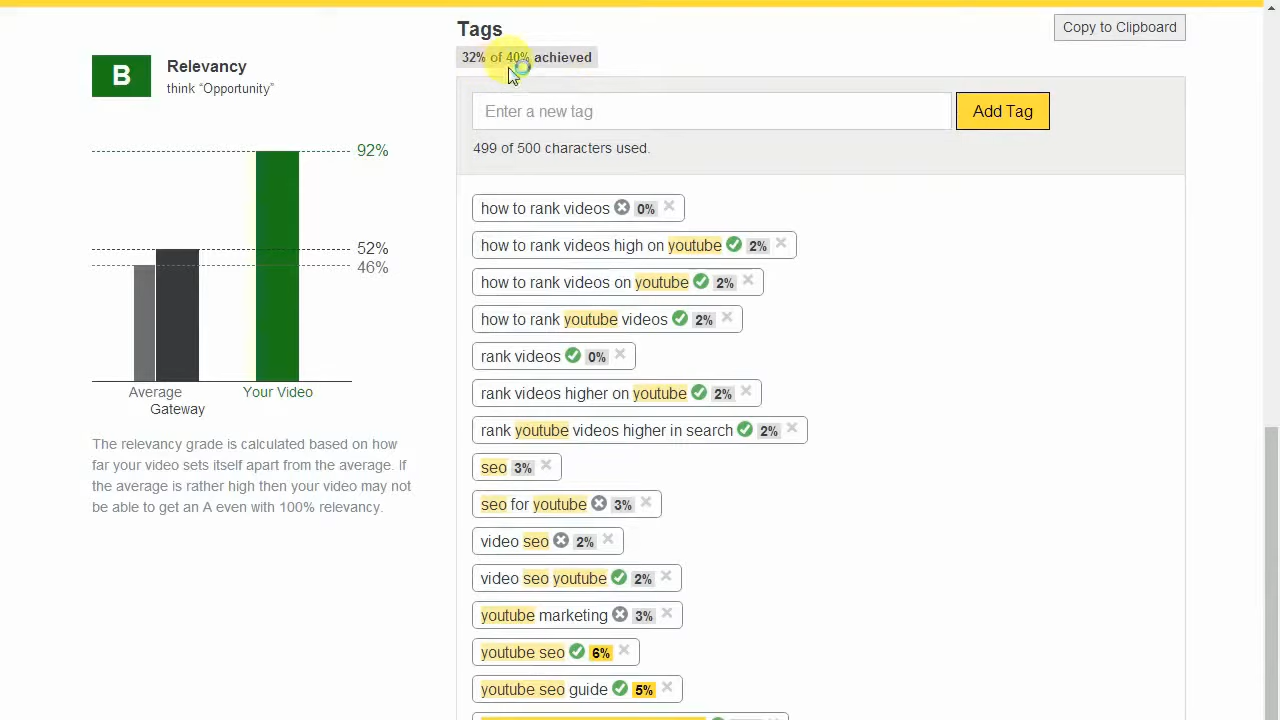 Tags
Copy to Clipboard
32% of 40% achieved
B
Relevancy
think “Opportunity”
Enter a new tag
Add Tag
499 of 500 characters used.
92%
52%
46%
Average
Gateway
Your Video
The relevancy grade is calculated based on how
far your video sets itself apart from the average. If
the average is rather high then your video may not
be able to get an A even with 100% relevancy.
how to rank videos 0%
how to rank videos high on youtube 2%
how to rank videos on youtube 2%
how to rank youtube videos 2%
rank videos 0%
rank videos higher on youtube 2%
rank youtube videos higher in search 2%
seo 3%
seo for youtube 3%
video seo 2%
video seo youtube 2%
youtube marketing 3%
youtube seo 6%
youtube seo guide 5%